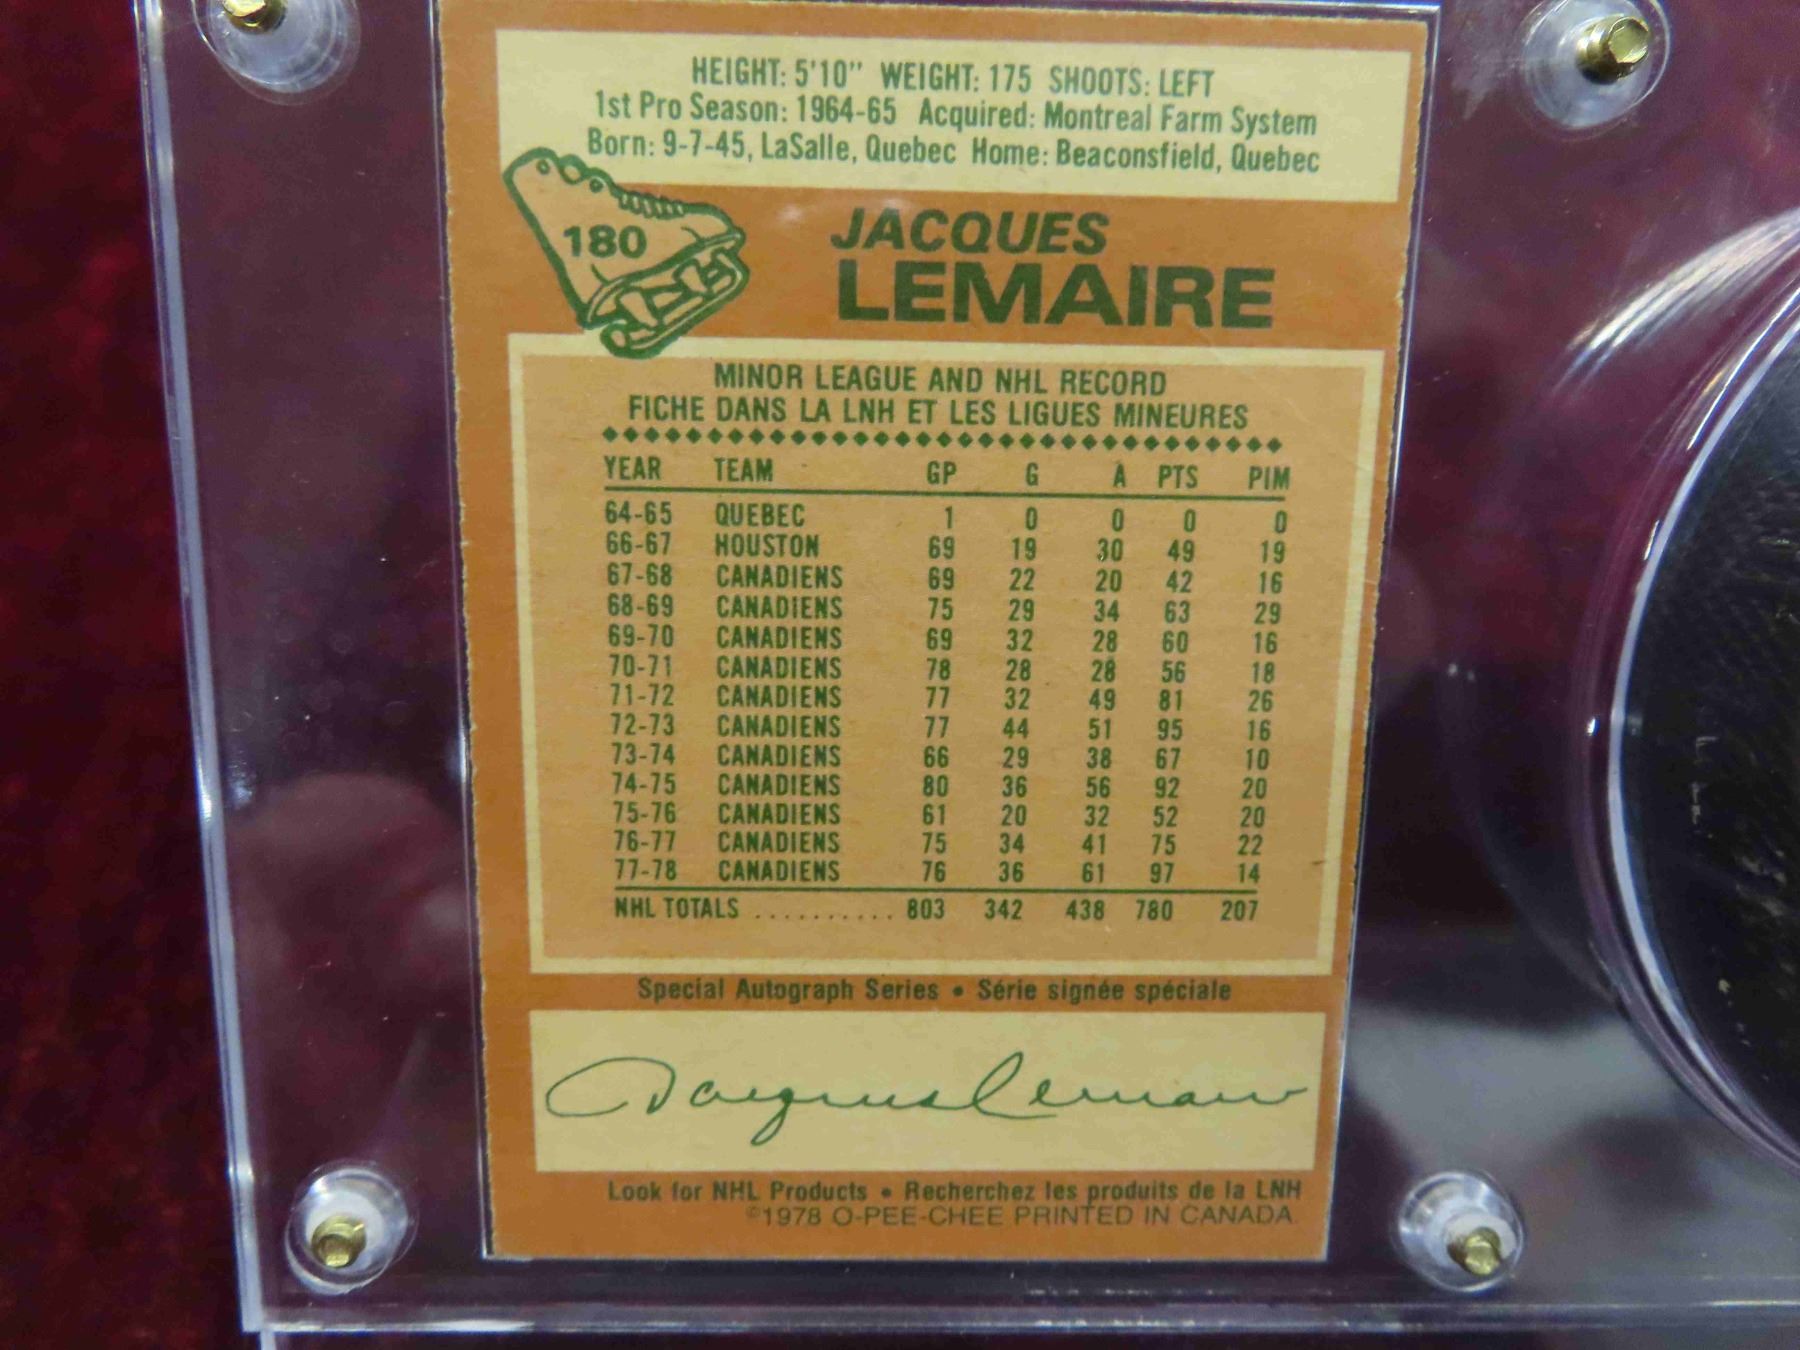 HEIGHT: 5'10" WEIGHT: 175 SHOOTS: LEFT
1st Pro Season: 1964-65 Acquired: Montreal Farm System
Born: 9-7-45, LaSalle, Quebec Home: Beaconsfield, Quebec
180
JACQUES
LEMAIRE
MINOR LEAGUE AND NHL RECORD
FICHE DANS LA LNH ET LES LIGUES MINEURES
YEAR TEAM GP G A PTS PIM
64-65 QUEBEC 1 0 0 0 0
66-67 HOUSTON 69 19 30 49 19
67-68 CANADIENS 69 22 20 42 16
68-69 CANADIENS 75 29 34 63 29
69-70 CANADIENS 69 32 28 60 16
70-71 CANADIENS 78 28 28 56 18
71-72 CANADIENS 77 32 49 81 26
72-73 CANADIENS 77 44 51 95 16
73-74 CANADIENS 66 29 38 67 10
74-75 CANADIENS 80 36 56 92 20
75-76 CANADIENS 61 20 32 52 20
76-77 CANADIENS 75 34 41 75 22
77-78 CANADIENS 76 36 61 97 14
NHL TOTALS .......... 803 342 438 780 207
Special Autograph Series • Série signée spéciale
Jacques Lemaire
Look for NHL Products • Recherchez les produits de la LNH
©1978 O-PEE-CHEE PRINTED IN CANADA.